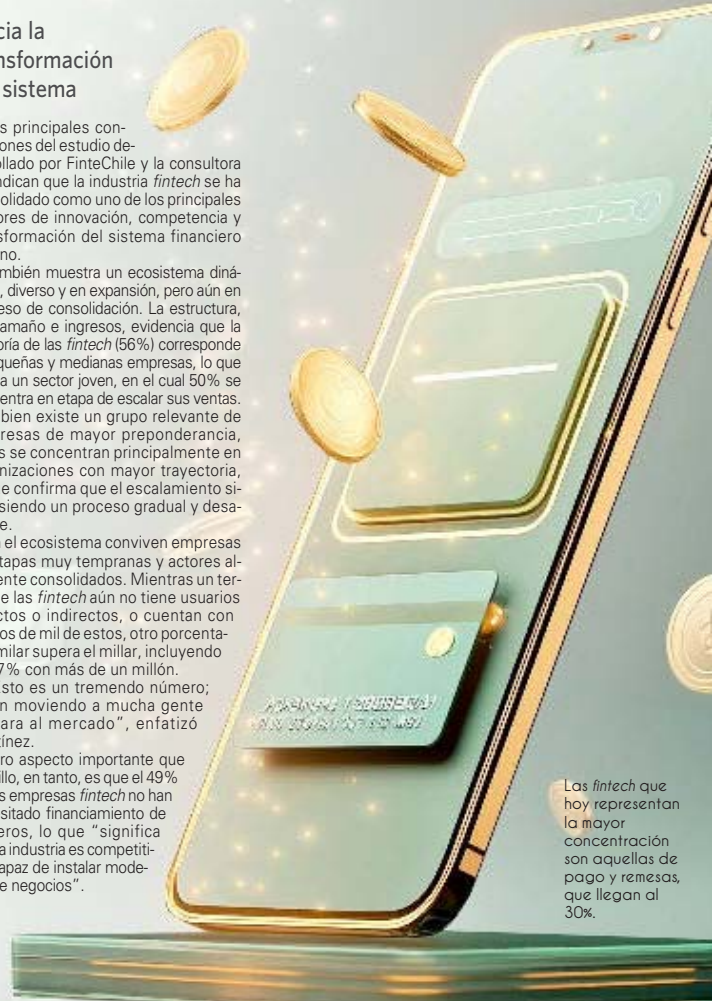 cia la
nsformación
sistema
s principales con-
ones del estudio de-
ollado por FinteChile y la consultora
ndican que la industria fintech se ha
solidado como uno de los principales
ores de innovación, competencia y
sformación del sistema financiero
no.
ambién muestra un ecosistema diná-
, diverso y en expansión, pero aún en
eso de consolidación. La estructura,
amaño e ingresos, evidencia que la
oría de las fintech (56%) corresponde
queñas y medianas empresas, lo que
a un sector joven, en el cual 50% se
entra en etapa de escalar sus ventas.
bien existe un grupo relevante de
resas de mayor preponderancia,
s se concentran principalmente en
nizaciones con mayor trayectoria,
e confirma que el escalamiento si-
siendo un proceso gradual y desa-
e.
el ecosistema conviven empresas
tapas muy tempranas y actores al-
ente consolidados. Mientras un ter-
e las fintech aún no tiene usuarios
ctos o indirectos, o cuentan con
os de mil de estos, otro porcenta-
milar supera el millar, incluyendo
7% con más de un millón.
sto es un tremendo número;
n moviendo a mucha gente
ara al mercado”, enfatizó
tínez.
ro aspecto importante que
illo, en tanto, es que el 49%
s empresas fintech no han
sitado financiamiento de
eros, lo que “significa
a industria es competiti-
apaz de instalar mode-
e negocios”.
Las fintech que
hoy representan
la mayor
concentración
son aquellas de
pago y remesas,
que llegan al
30%.